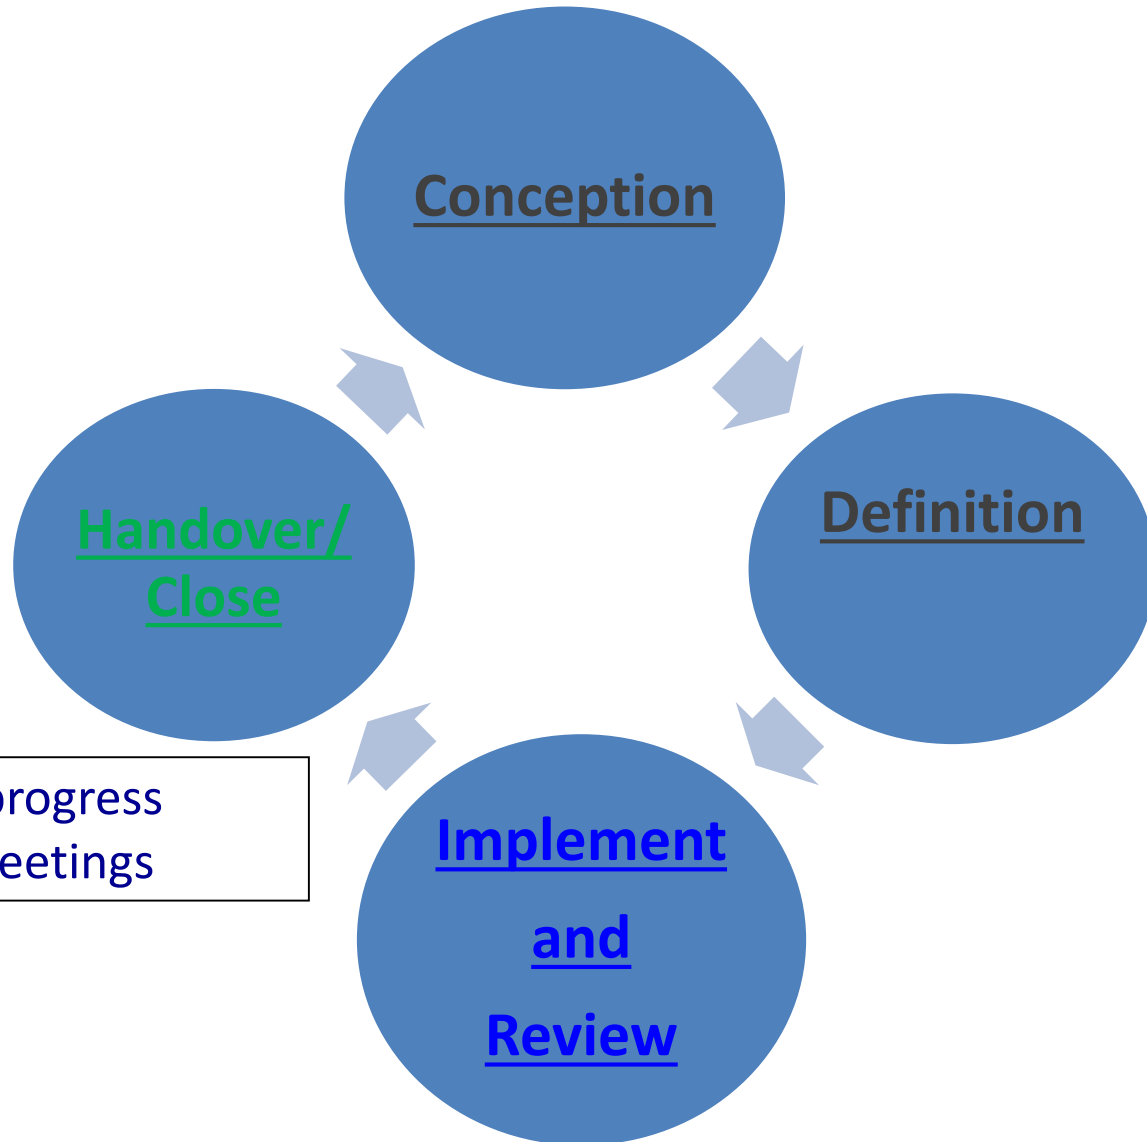 Conception
Definition
Handover/
Close
progress
eetings
Implement
and
Review